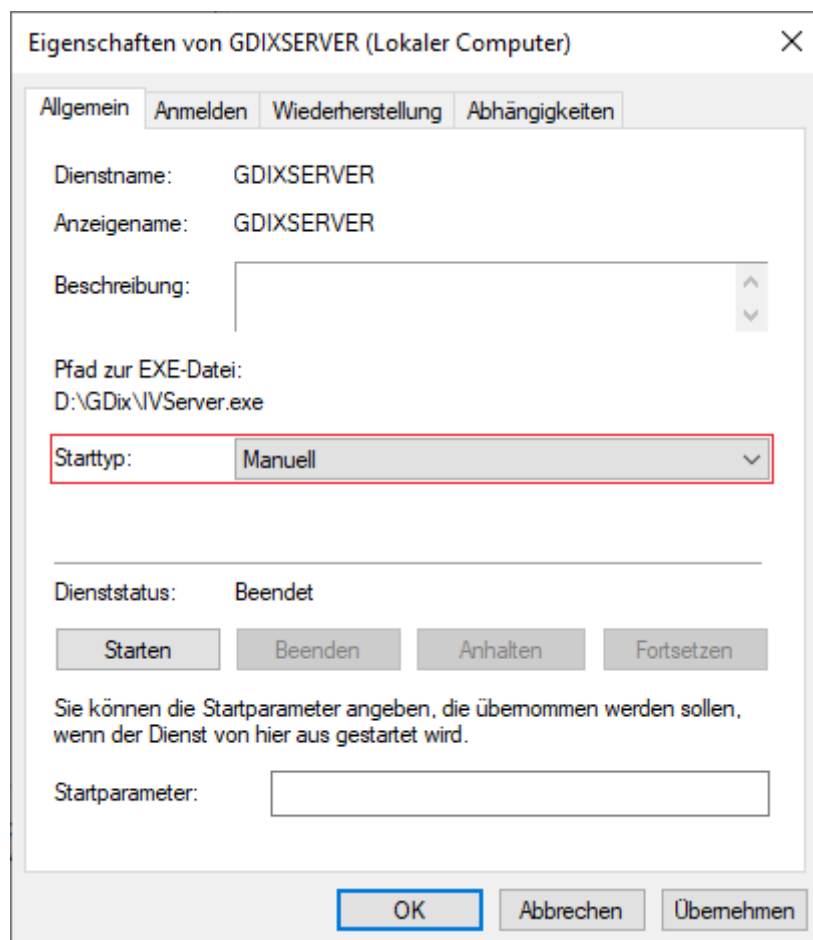 Eigenschaften von GDIXSERVER (Lokaler Computer)
Allgemein Anmelden Wiederherstellung Abhängigkeiten
Dienstname: GDIXSERVER
Anzeigename: GDIXSERVER
Beschreibung:
Pfad zur EXE-Datei:
D:\GDix\IVServer.exe
Starttyp: Manuell
Dienststatus: Beendet
Starten Beenden Anhalten Fortsetzen
Sie können die Startparameter angeben, die übernommen werden sollen,
wenn der Dienst von hier aus gestartet wird.
Startparameter:
OK Abbrechen Übernehmen